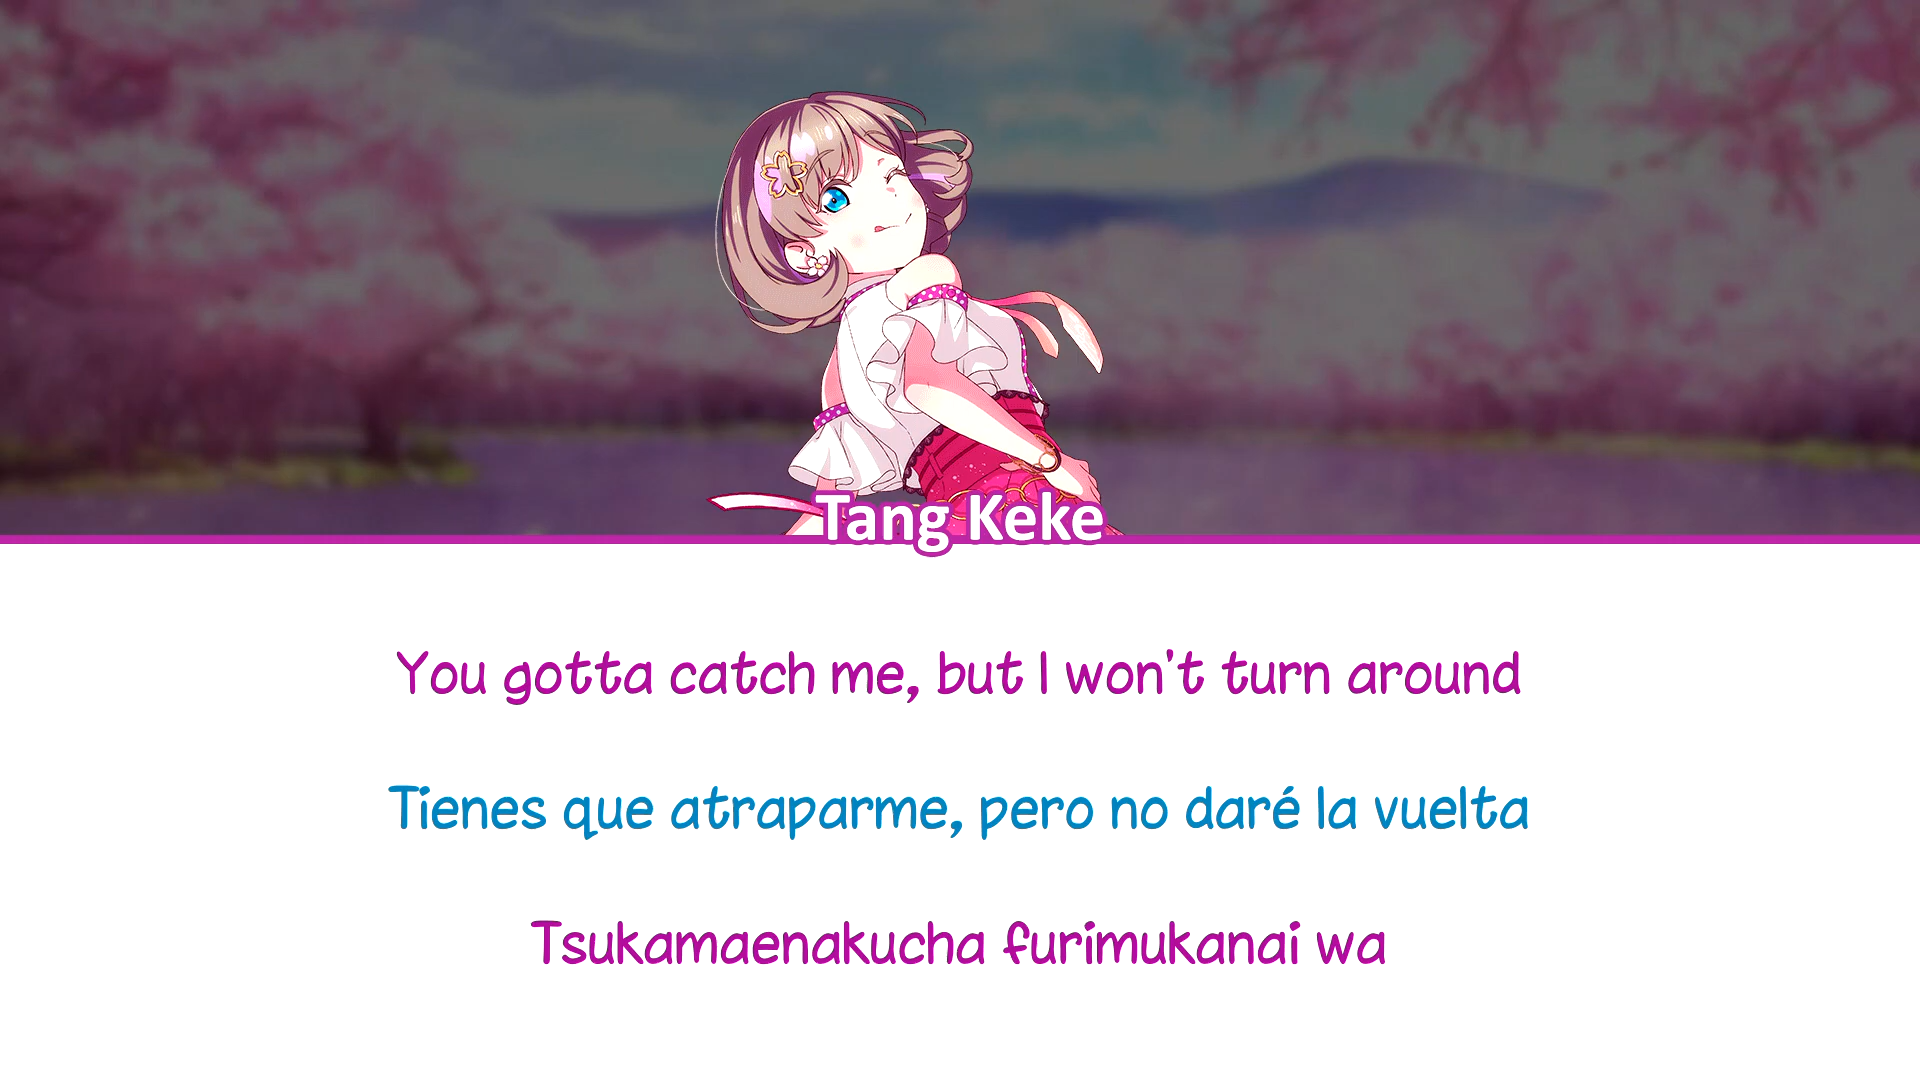 Tang Keke
You gotta catch me, but I won't turn around
Tienes que atraparme, pero no daré la vuelta
Tsukamaenakucha furimukanai wa